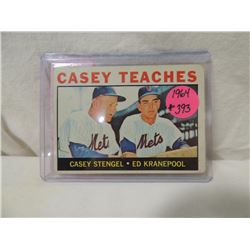 CASEY TEACHES
1964
#393
Mets
Mets
CASEY STENGEL • ED KRANEPOOL